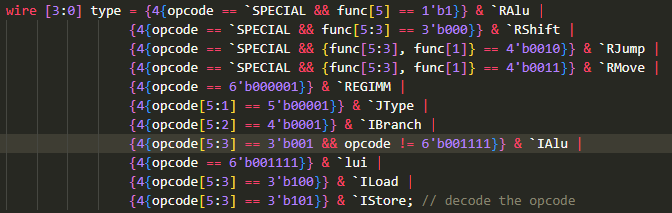 wire [3:0] type = {4{opcode == `SPECIAL && func[5] == 1'b1}} & `RAlu |
{4{opcode == `SPECIAL && func[5:3] == 3'b000}} & `RShift |
{4{opcode == `SPECIAL && {func[5:3], func[1]} == 4'b0010}} & `RJump |
{4{opcode == `SPECIAL && {func[5:3], func[1]} == 4'b0011}} & `RMove |
{4{opcode == 6'b000001}} & `REGIMM |
{4{opcode[5:1] == 5'b00001}} & `JType |
{4{opcode[5:2] == 4'b0001}} & `IBranch |
{4{opcode[5:3] == 3'b001 && opcode != 6'b001111}} & `IAlu |
{4{opcode == 6'b001111}} & `lui |
{4{opcode[5:3] == 3'b100}} & `ILoad |
{4{opcode[5:3] == 3'b101}} & `IStore; // decode the opcode